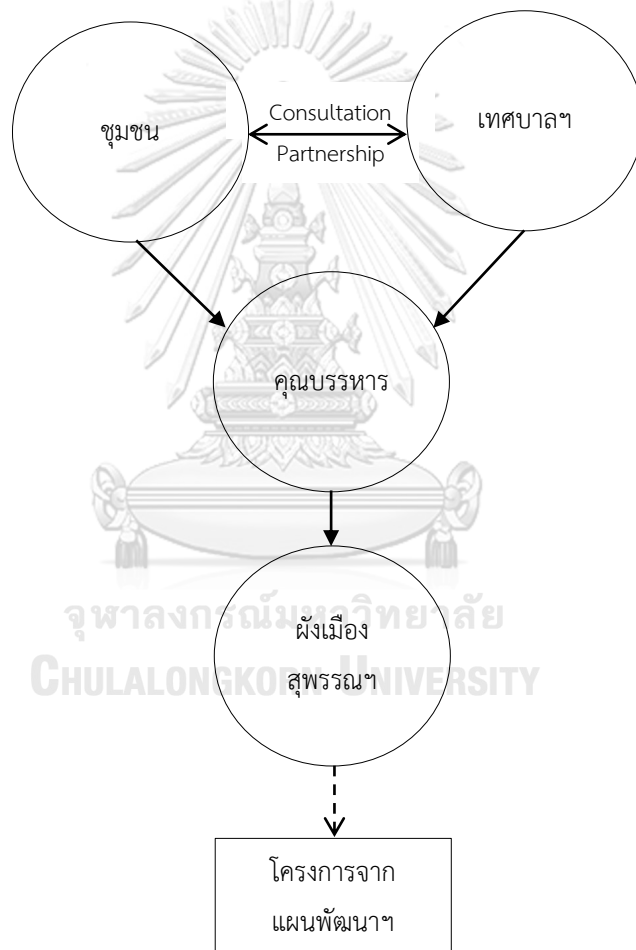 ชุมชน
Consultation
Partnership
เทศบาลฯ
คุณบรรหาร
จุฬาลงกรณ์มหาวิทยาลัย
CHULALONGKORN UNIVERSITY
ผังเมือง
สุพรรณฯ
โครงการจาก
แผนพัฒนาฯ